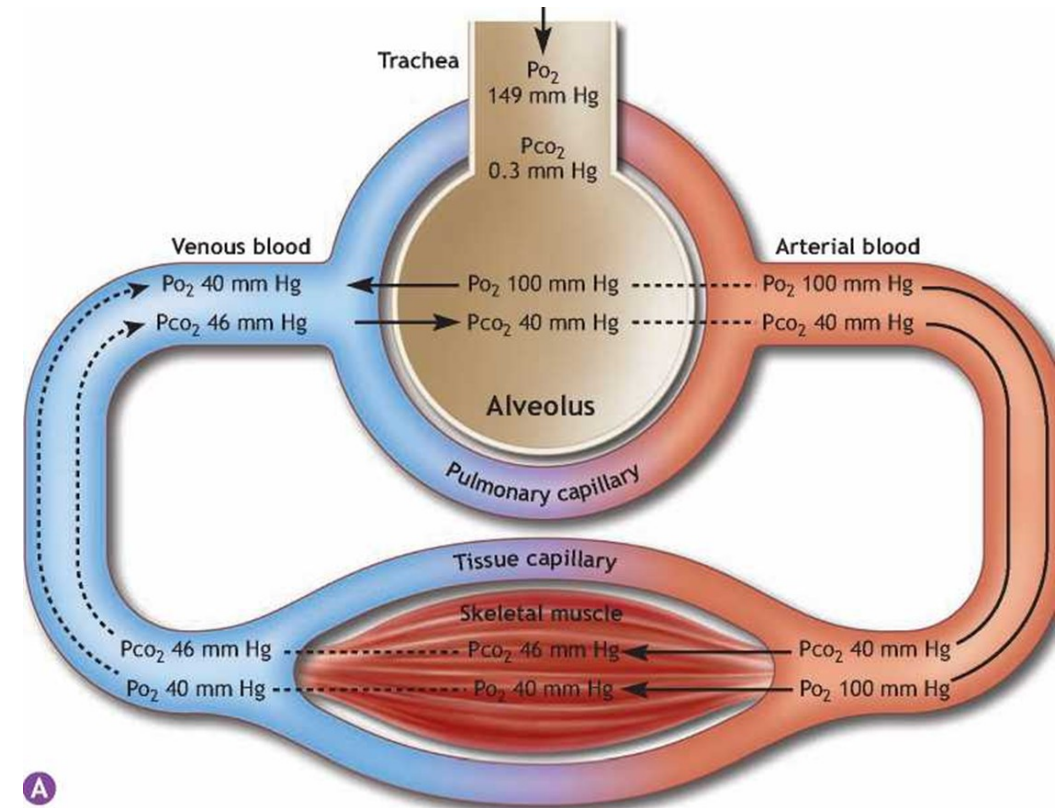 Trachea
Po₂
149 mm Hg
Pco₂
0.3 mm Hg
Venous blood
Arterial blood
Po₂ 40 mm Hg
Po₂ 100 mm Hg
Po₂ 100 mm Hg
Pco₂ 46 mm Hg
Pco₂ 40 mm Hg
Pco₂ 40 mm Hg
Alveolus
Pulmonary capillary
Tissue capillary
Skeletal muscle
Pco₂ 46 mm Hg
Pco₂ 46 mm Hg
Pco₂ 40 mm Hg
Po₂ 40 mm Hg
Po₂ 40 mm Hg
Po₂ 100 mm Hg
A